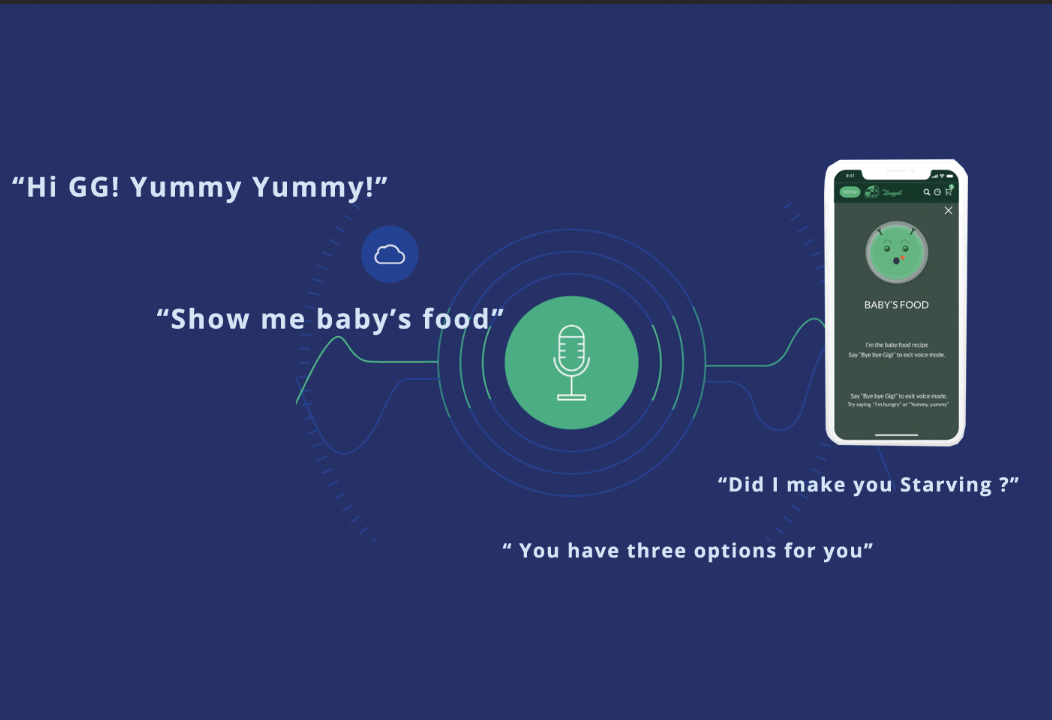 “Hi GG! Yummy Yummy!”
“Show me baby’s food”
9:41
MENU
BABY’S FOOD
I'm the baby food recipe
Say "Bye bye Gigi" to exit voice mode.
Say "Bye bye Gigi" to exit voice mode.
Try saying "I'm hungry" or "Yummy, yummy"
“Did I make you Starving ?”
“ You have three options for you”